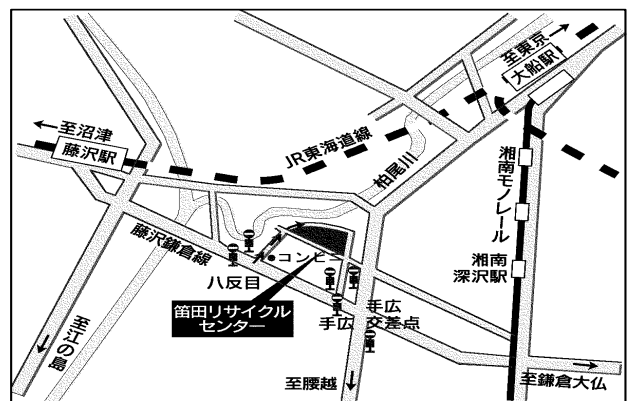 至東京
大船駅
至沼津
藤沢駅
JR東海道線
柏尾川
湘南モノレール
藤沢鎌倉線
コンビニ
湘南
深沢駅
八反目
笛田リサイクル
センター
手広
手広
交差点
至江の島
至腰越
至鎌倉大仏